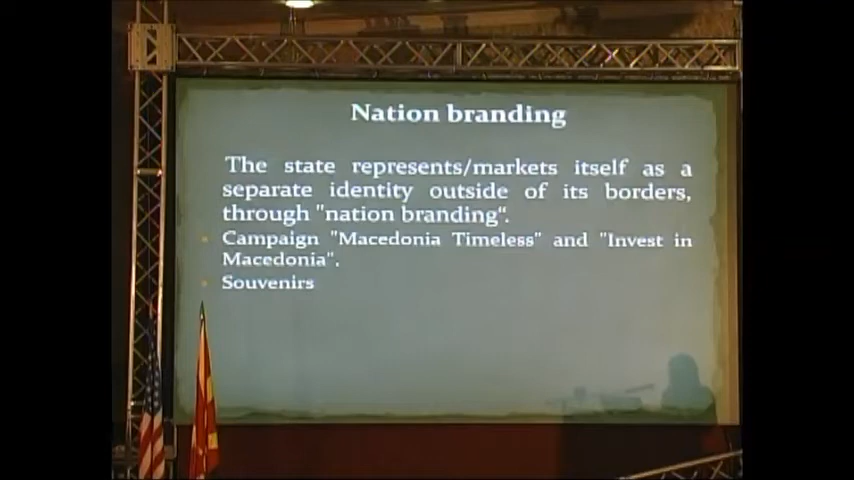 Nation branding
The state represents/markets itself as a
separate identity outside of its borders,
through "nation branding".
Campaign "Macedonia Timeless" and "Invest in
Macedonia".
Souvenirs